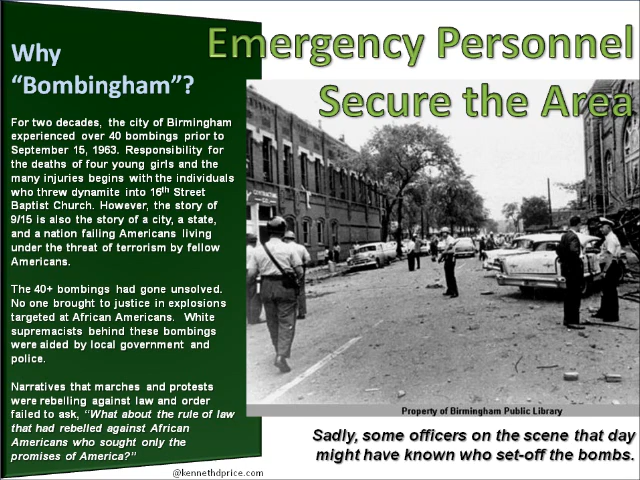 Emergency Personnel
Secure the Area
Why
“Bombingham”?
For two decades, the city of Birmingham
experienced over 40 bombings prior to
September 15, 1963. Responsibility for
the deaths of four young girls and the
many injuries begins with the individuals
who threw dynamite into 16th Street
Baptist Church. However, the story of
9/15 is also the story of a city, a state,
and a nation failing Americans living
under the threat of terrorism by fellow
Americans.
The 40+ bombings had gone unsolved.
No one brought to justice in explosions
targeted at African Americans. White
supremacists behind these bombings
were aided by local government and
police.
Narratives that marches and protests
were rebelling against law and order
failed to ask, “What about the rule of law
that had rebelled against African
Americans who sought only the
promises of America?”
Property of Birmingham Public Library
Sadly, some officers on the scene that day
might have known who set-off the bombs.
@kennethdprice.com